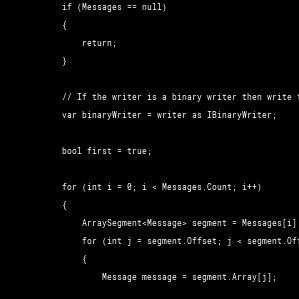 if (Messages == null)
{
return;
}
// If the writer is a binary writer then write
var binaryWriter = writer as IBinaryWriter;
bool first = true;
for (int i = 0; i < Messages.Count; i++)
{
ArraySegment<Message> segment = Messages[i]
for (int j = segment.Offset; j < segment.Off
{
Message message = segment.Array[j];